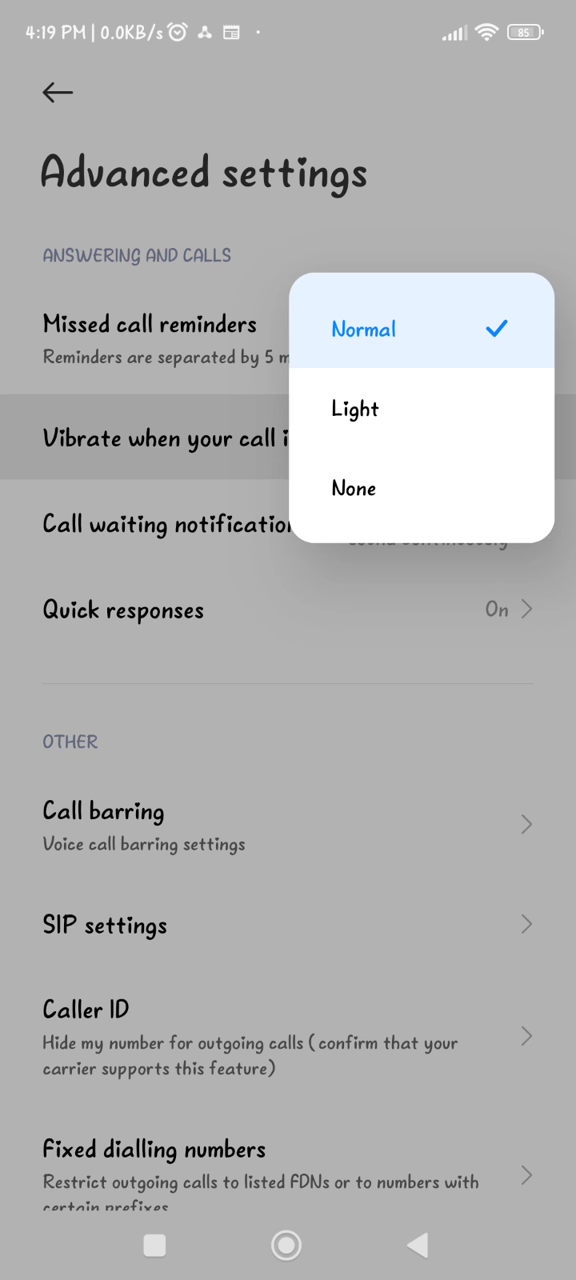 4:19 PM | 0.0KB/s
85
Advanced settings
ANSWERING AND CALLS
Missed call reminders
Reminders are separated by 5
Vibrate when your call
Call waiting
Normal
Light
None
Quick responses
On
OTHER
Call barring
Voice call barring settings
SIP settings
Caller ID
Hide my number for outgoing calls (confirm that your
carrier supports this feature)
Fixed dialling numbers
Restrict outgoing calls to listed FDNs or to numbers with
certain prefixes